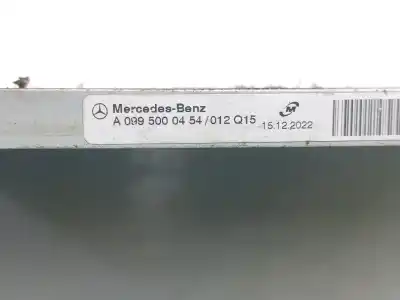 Mercedes-Benz
A 099 500 04 54 / 012 Q15
15.12.2022